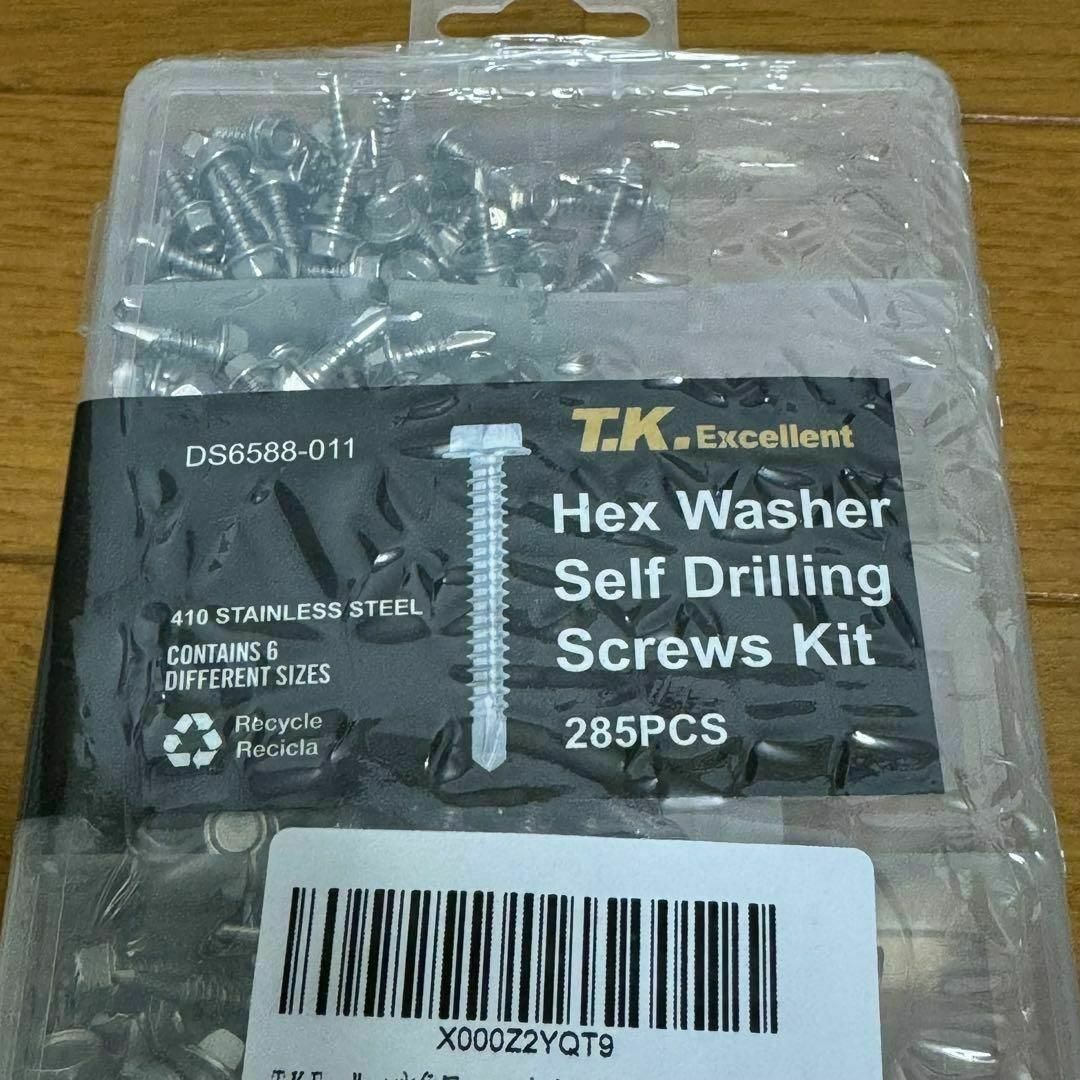 DS6588-011
T.K. Excellent
Hex Washer
Self Drilling
Screws Kit
285PCS
410 STAINLESS STEEL
CONTAINS 6
DIFFERENT SIZES
Recycle
Recicla
X000Z2YQT9